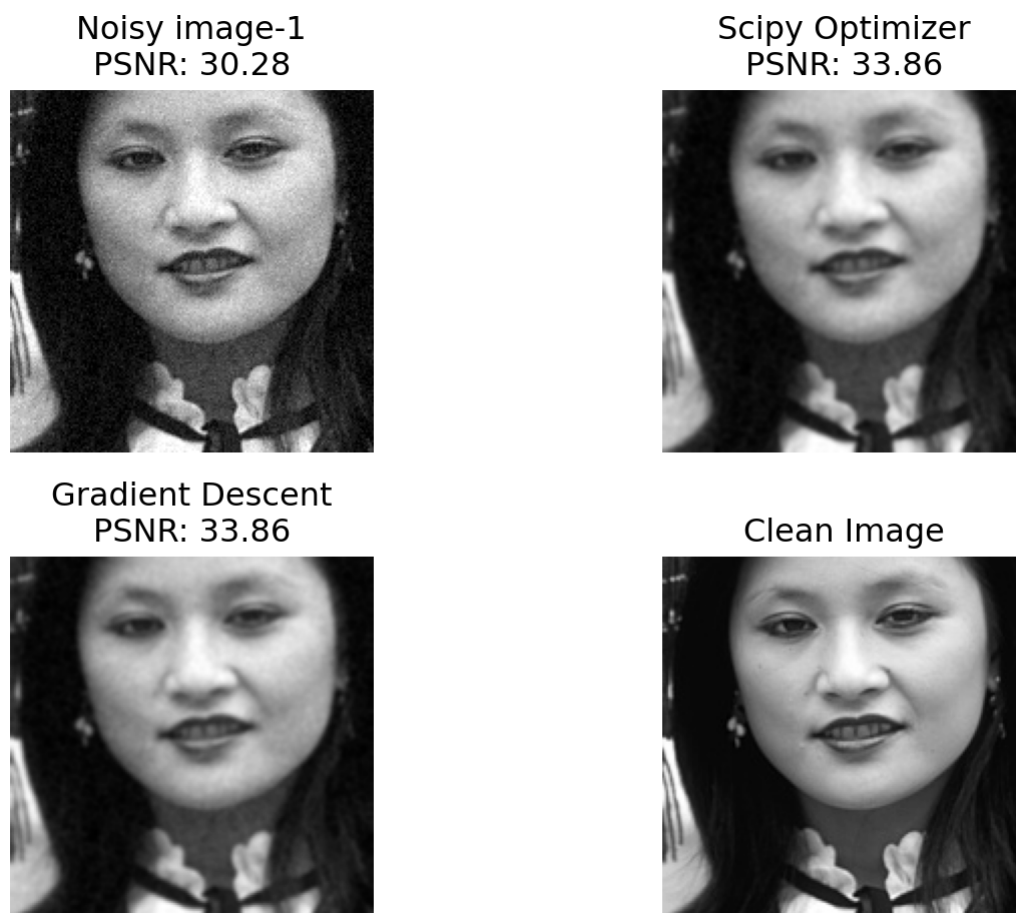 Noisy image-1
PSNR: 30.28
Scipy Optimizer
PSNR: 33.86
Gradient Descent
PSNR: 33.86
Clean Image